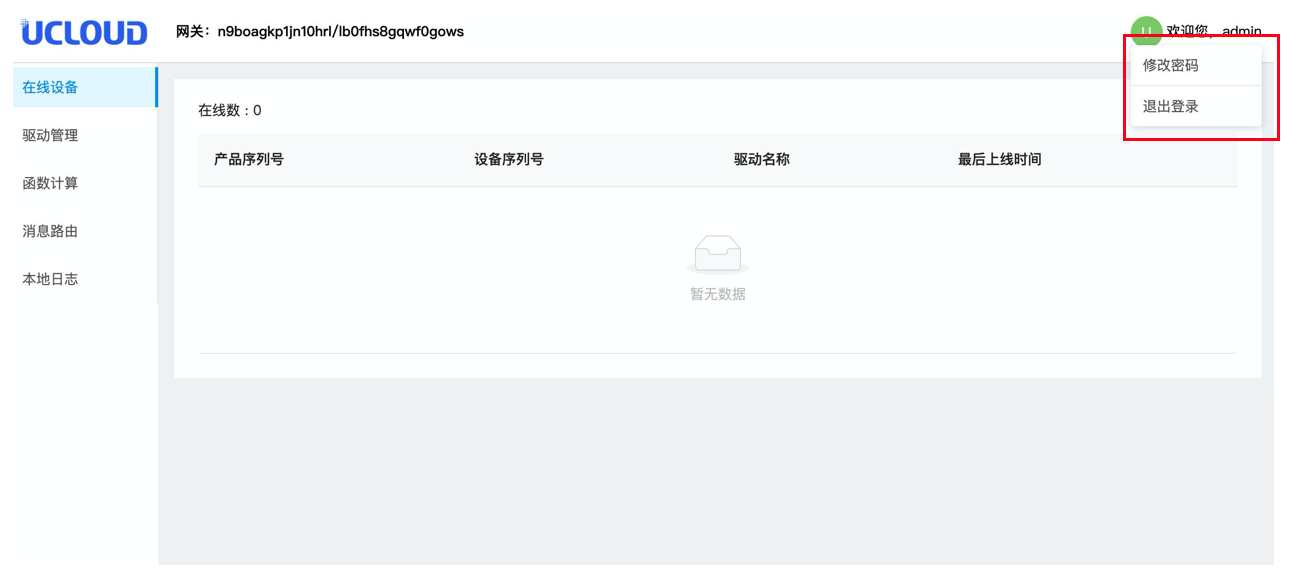 UCLOUD
网关：n9boagkp1jn10hrl/lb0fhs8gqwf0gows
U 欢迎您，admin
修改密码
退出登录
在线设备
驱动管理
函数计算
消息路由
本地日志
在线数：0
产品序列号 设备序列号 驱动名称 最后上线时间
暂无数据